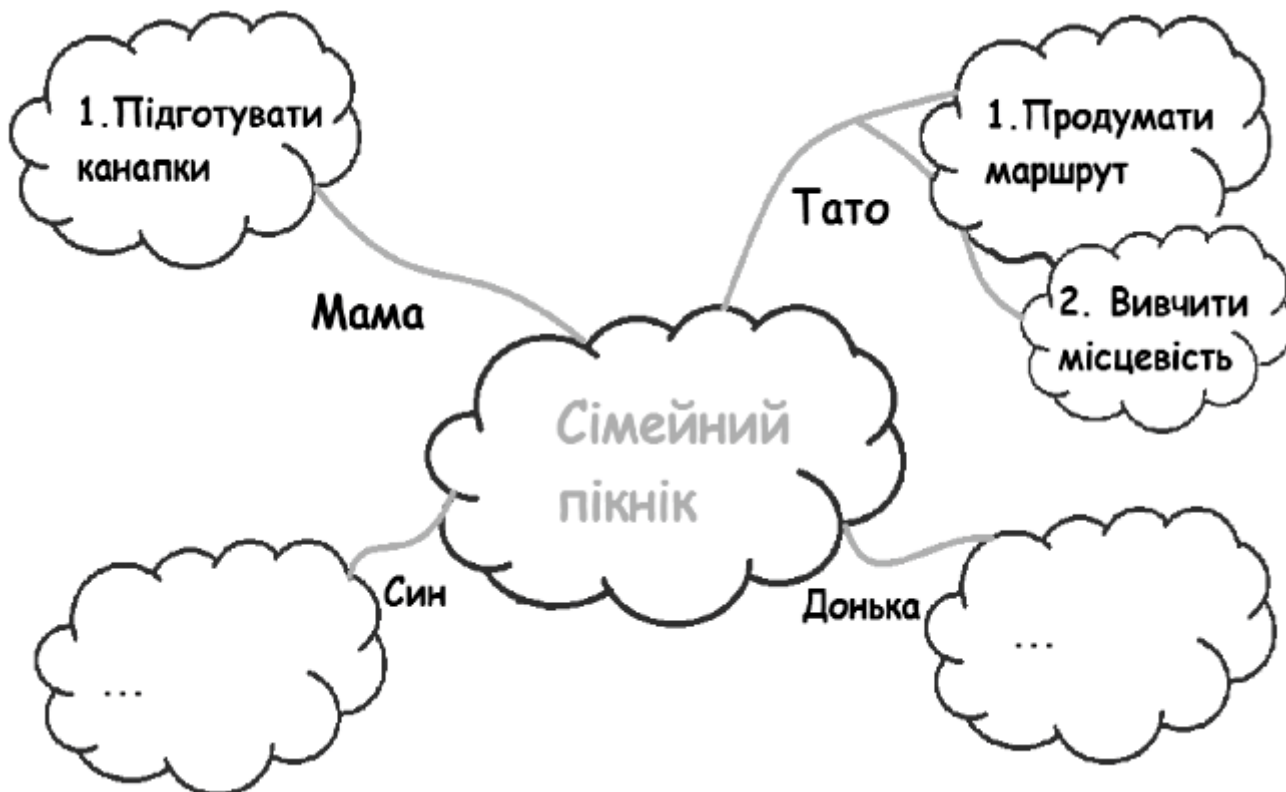 1.Підготувати
канапки
Мама
1.Продумати
маршрут
Тато
2. Вивчити
місцевість
Сімейний
пікнік
Син
...
Донька
...